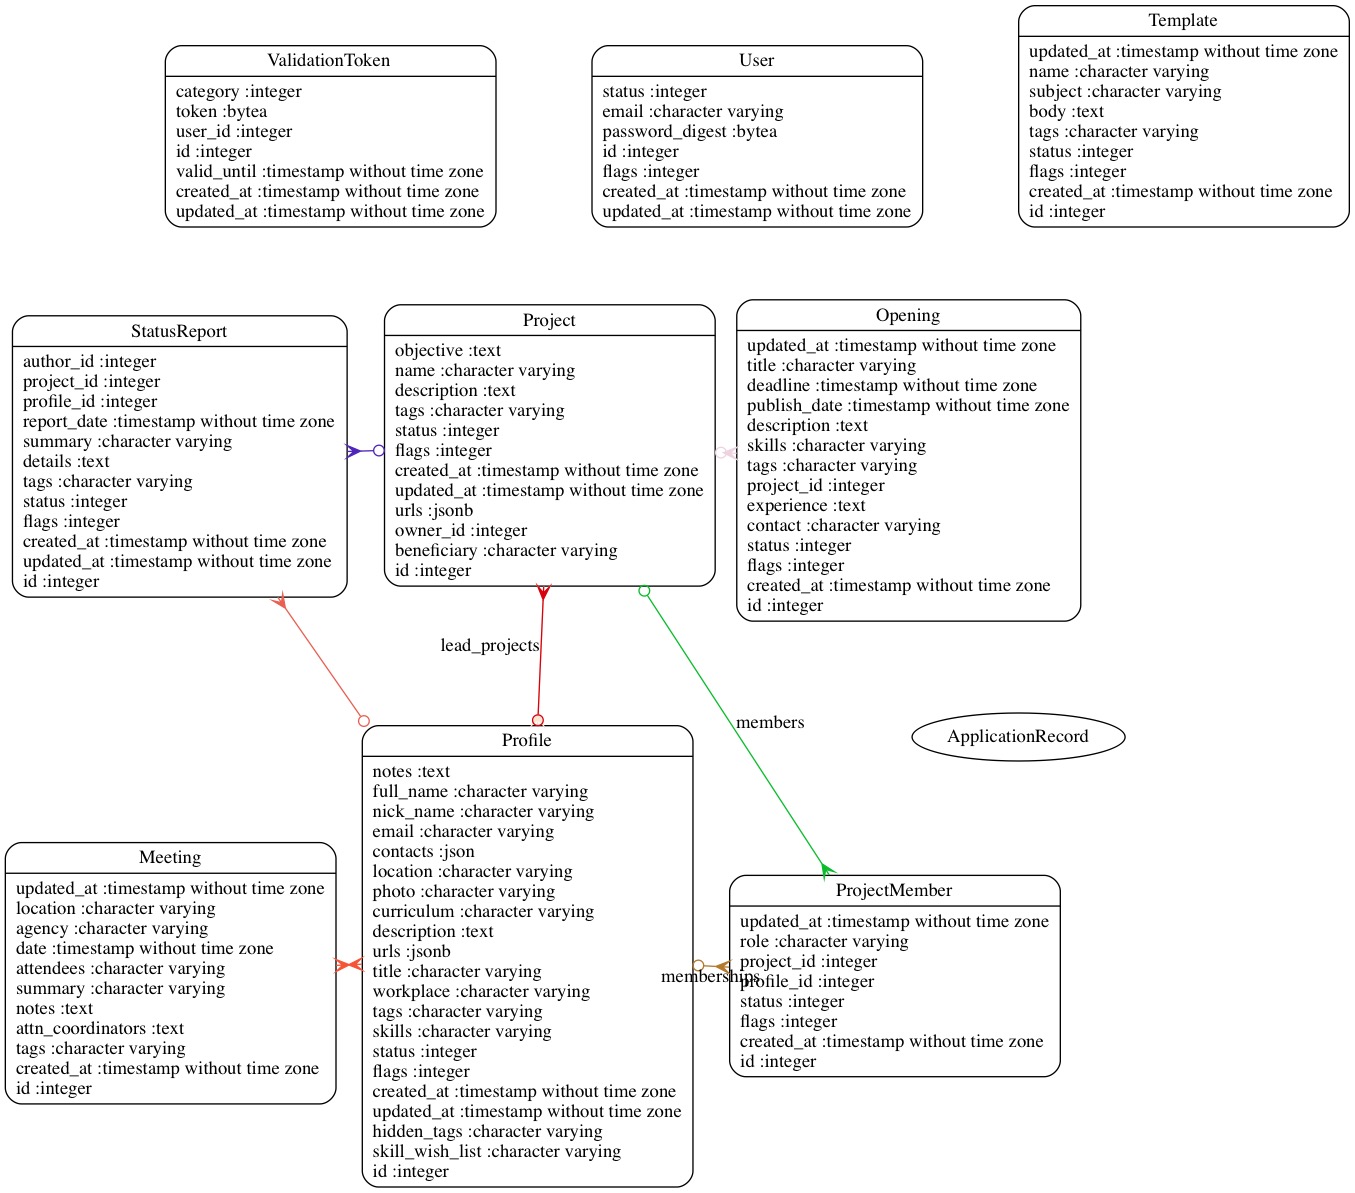 ValidationToken
category :integer
token :bytea
user_id :integer
id :integer
valid_until :timestamp without time zone
created_at :timestamp without time zone
updated_at :timestamp without time zone
User
status :integer
email :character varying
password_digest :bytea
id :integer
flags :integer
created_at :timestamp without time zone
updated_at :timestamp without time zone
Template
updated_at :timestamp without time zone
name :character varying
subject :character varying
body :text
tags :character varying
status :integer
flags :integer
created_at :timestamp without time zone
id :integer
StatusReport
author_id :integer
project_id :integer
profile_id :integer
report_date :timestamp without time zone
summary :character varying
details :text
tags :character varying
status :integer
flags :integer
created_at :timestamp without time zone
updated_at :timestamp without time zone
id :integer
Project
objective :text
name :character varying
description :text
tags :character varying
status :integer
flags :integer
created_at :timestamp without time zone
updated_at :timestamp without time zone
urls :jsonb
owner_id :integer
beneficiary :character varying
id :integer
Opening
updated_at :timestamp without time zone
title :character varying
deadline :timestamp without time zone
publish_date :timestamp without time zone
description :text
skills :character varying
tags :character varying
project_id :integer
experience :text
contact :character varying
status :integer
flags :integer
created_at :timestamp without time zone
id :integer
lead_projects
members
ApplicationRecord
Profile
notes :text
full_name :character varying
nick_name :character varying
email :character varying
contacts :json
location :character varying
photo :character varying
curriculum :character varying
description :text
urls :jsonb
title :character varying
workplace :character varying
tags :character varying
skills :character varying
status :integer
flags :integer
created_at :timestamp without time zone
updated_at :timestamp without time zone
hidden_tags :character varying
skill_wish_list :character varying
id :integer
Meeting
updated_at :timestamp without time zone
location :character varying
agency :character varying
date :timestamp without time zone
attendees :character varying
summary :character varying
notes :text
attn_coordinators :text
tags :character varying
created_at :timestamp without time zone
id :integer
memberships
ProjectMember
updated_at :timestamp without time zone
role :character varying
project_id :integer
profile_id :integer
status :integer
flags :integer
created_at :timestamp without time zone
id :integer